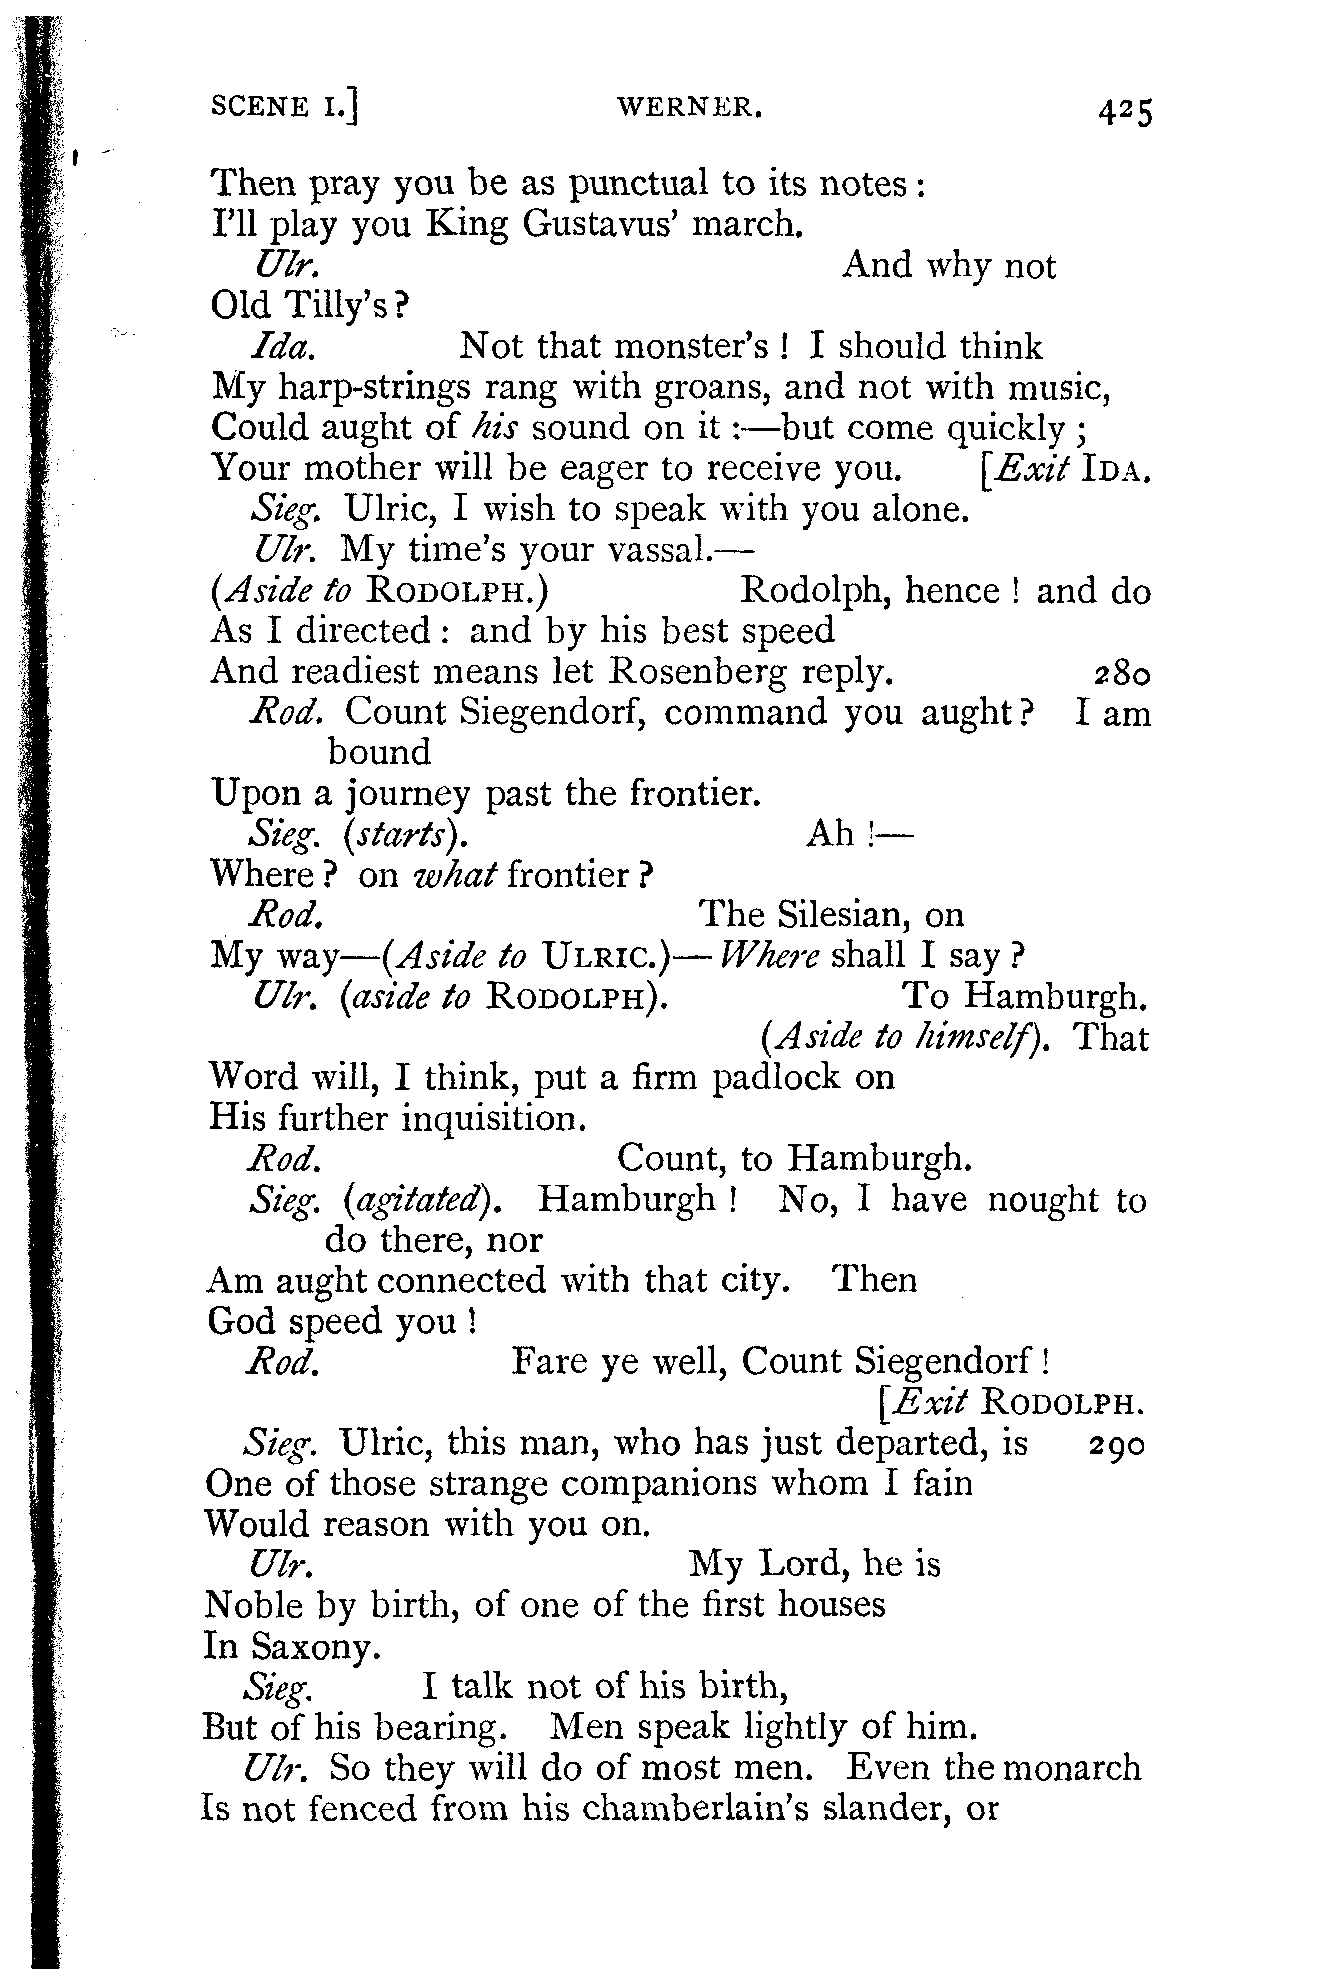 SCENE I.] WERNER. 425
Then pray you be as punctual to its notes:
I'll play you King Gustavus' march.
Ulr. And why not
Old Tilly's?
Ida. Not that monster's! I should think
My harp-strings rang with groans, and not with music,
Could aught of his sound on it:—but come quickly;
Your mother will be eager to receive you. [Exit IDA.
Sieg. Ulric, I wish to speak with you alone.
Ulr. My time's your vassal.—
(Aside to RODOLPH.) Rodolph, hence! and do
As I directed: and by his best speed
And readiest means let Rosenberg reply. 280
Rod. Count Siegendorf, command you aught? I am
bound
Upon a journey past the frontier.
Sieg. (starts). Ah!—
Where? on what frontier?
Rod. The Silesian, on
My way—(Aside to ULRIC.)—Where shall I say?
Ulr. (aside to RODOLPH). To Hamburgh.
(Aside to himself). That
Word will, I think, put a firm padlock on
His further inquisition.
Rod. Count, to Hamburgh.
Sieg. (agitated). Hamburgh! No, I have nought to
do there, nor
Am aught connected with that city. Then
God speed you!
Rod. Fare ye well, Count Siegendorf!
[Exit RODOLPH.
Sieg. Ulric, this man, who has just departed, is 290
One of those strange companions whom I fain
Would reason with you on.
Ulr. My Lord, he is
Noble by birth, of one of the first houses
In Saxony.
Sieg. I talk not of his birth,
But of his bearing. Men speak lightly of him.
Ulr. So they will do of most men. Even the monarch
Is not fenced from his chamberlain's slander, or